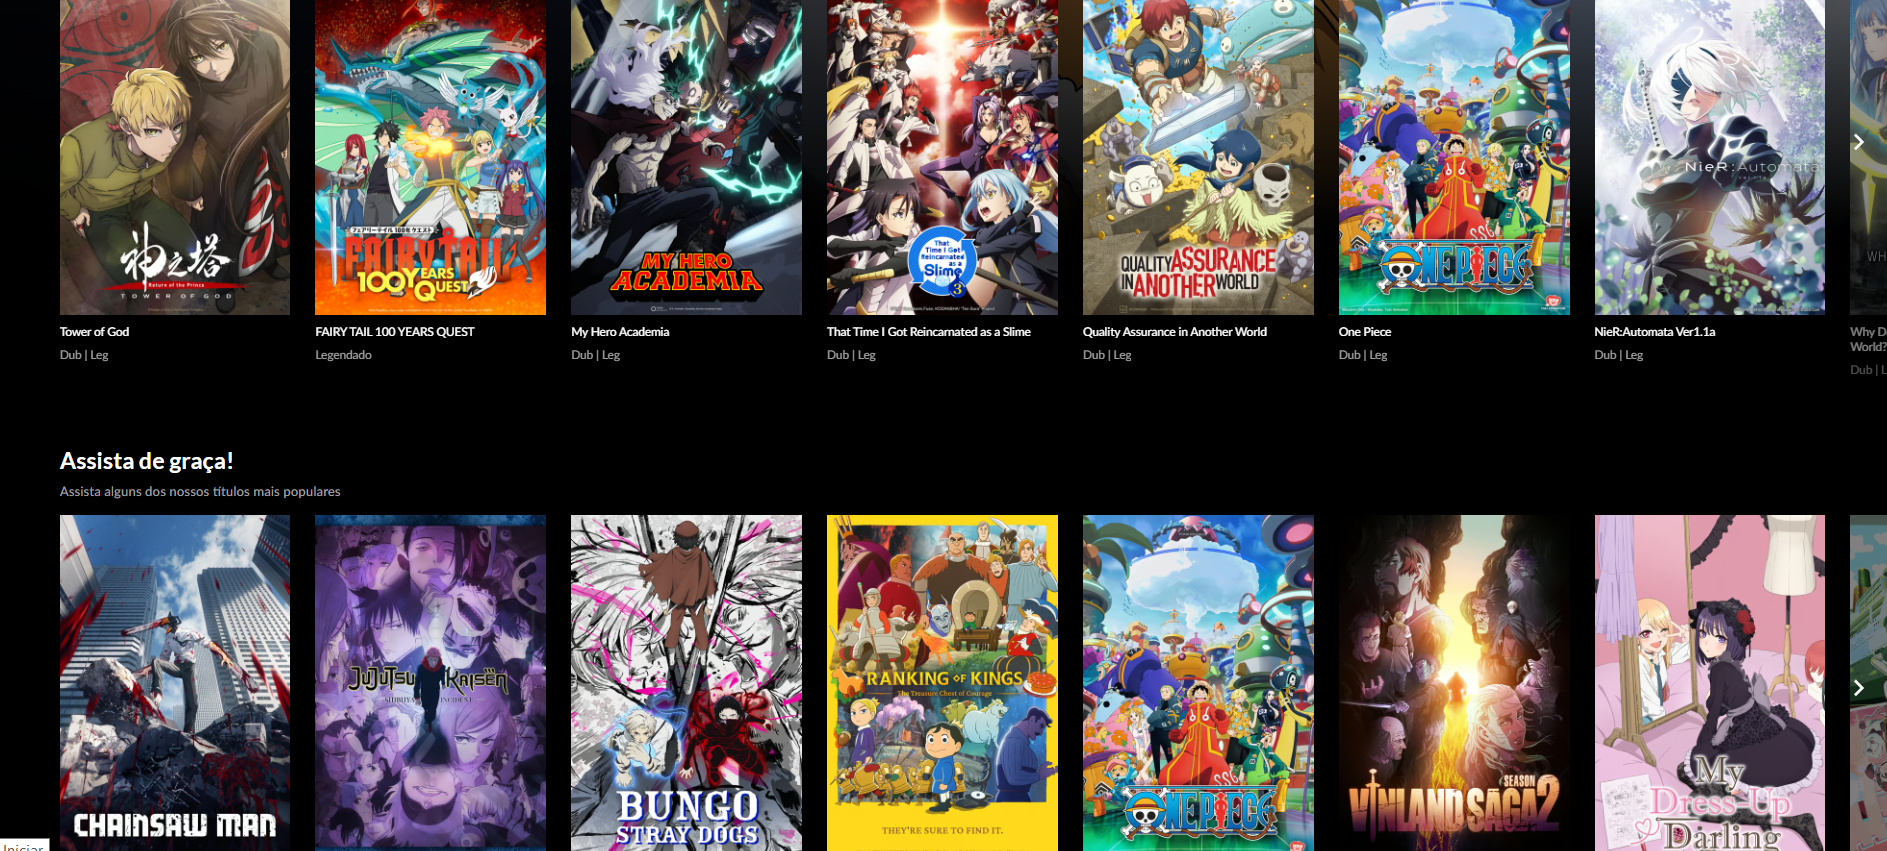 神之塔
Return of the Prince
TOWER OF GOD
フェアリーテイル 100年クエスト
FAIRY TAIL
100 YEARS
QUEST
MY HERO
ACADEMIA
That
Time I Got
Reincarnated
as a
Slime
3
QUALITY ASSURANCE
IN ANOTHER WORLD
ONE PIECE
NieR:Automata
Ver1.1a
WH
Tower of God
Dub | Leg
FAIRY TAIL 100 YEARS QUEST
Legendado
My Hero Academia
Dub | Leg
That Time I Got Reincarnated as a Slime
Dub | Leg
Quality Assurance in Another World
Dub | Leg
One Piece
Dub | Leg
NieR:Automata Ver1.1a
Dub | Leg
Why D
World?
Dub | L
Assista de graça!
Assista alguns dos nossos títulos mais populares
CHAINSAW MAN
JUJUTSU KAISEN
SHIBUYA INCIDENT
BUNGO
STRAY DOGS
RANKING OF KINGS
The Treasure Chest of Courage
THEY'RE SURE TO FIND IT.
ONE PIECE
SEASON
VINLAND SAGA 2
My
Dress-Up
Darling
Iniciar